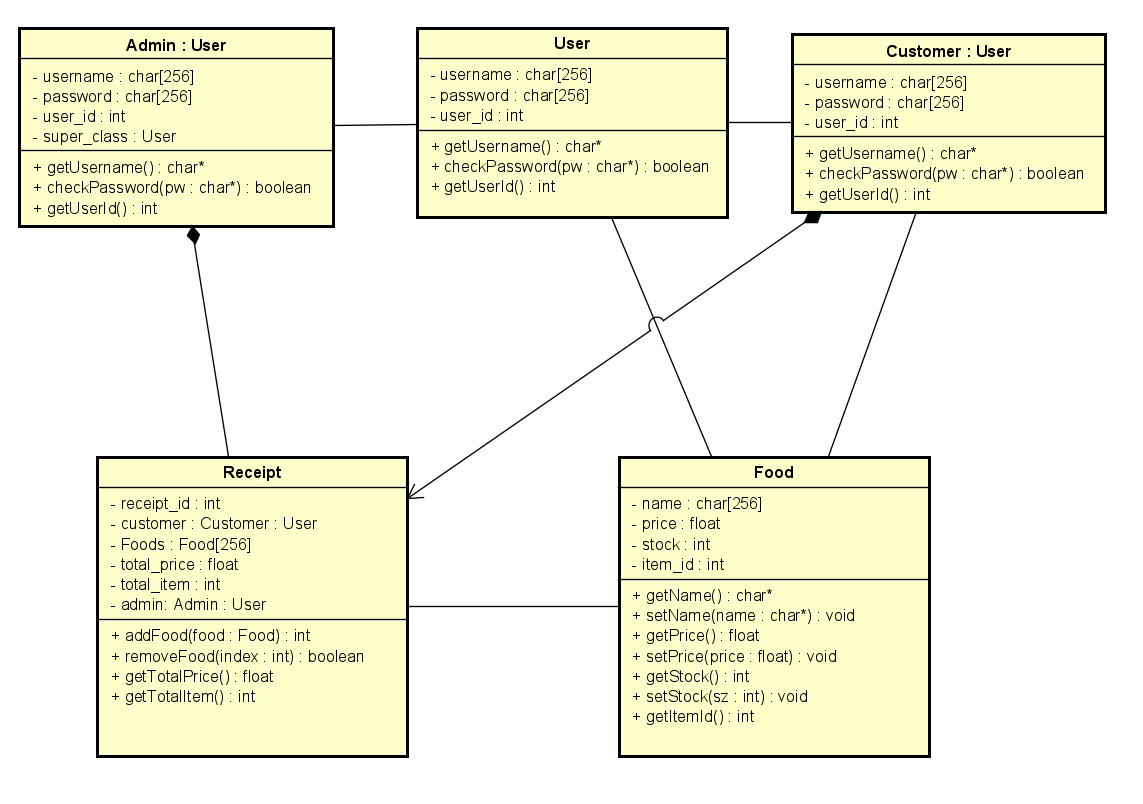 Admin : User
- username : char[256]
- password : char[256]
- user_id : int
- super_class : User
+ getUsername() : char*
+ checkPassword(pw : char*) : boolean
+ getUserId() : int
User
- username : char[256]
- password : char[256]
- user_id : int
+ getUsername() : char*
+ checkPassword(pw : char*) : boolean
+ getUserId() : int
Customer : User
- username : char[256]
- password : char[256]
- user_id : int
+ getUsername() : char*
+ checkPassword(pw : char*) : boolean
+ getUserId() : int
Receipt
- receipt_id : int
- customer : Customer : User
- Foods : Food[256]
- total_price : float
- total_item : int
- admin: Admin : User
+ addFood(food : Food) : int
+ removeFood(index : int) : boolean
+ getTotalPrice() : float
+ getTotalItem() : int
Food
- name : char[256]
- price : float
- stock : int
- item_id : int
+ getName() : char*
+ setName(name : char*) : void
+ getPrice() : float
+ setPrice(price : float) : void
+ getStock() : int
+ setStock(sz : int) : void
+ getItemId() : int